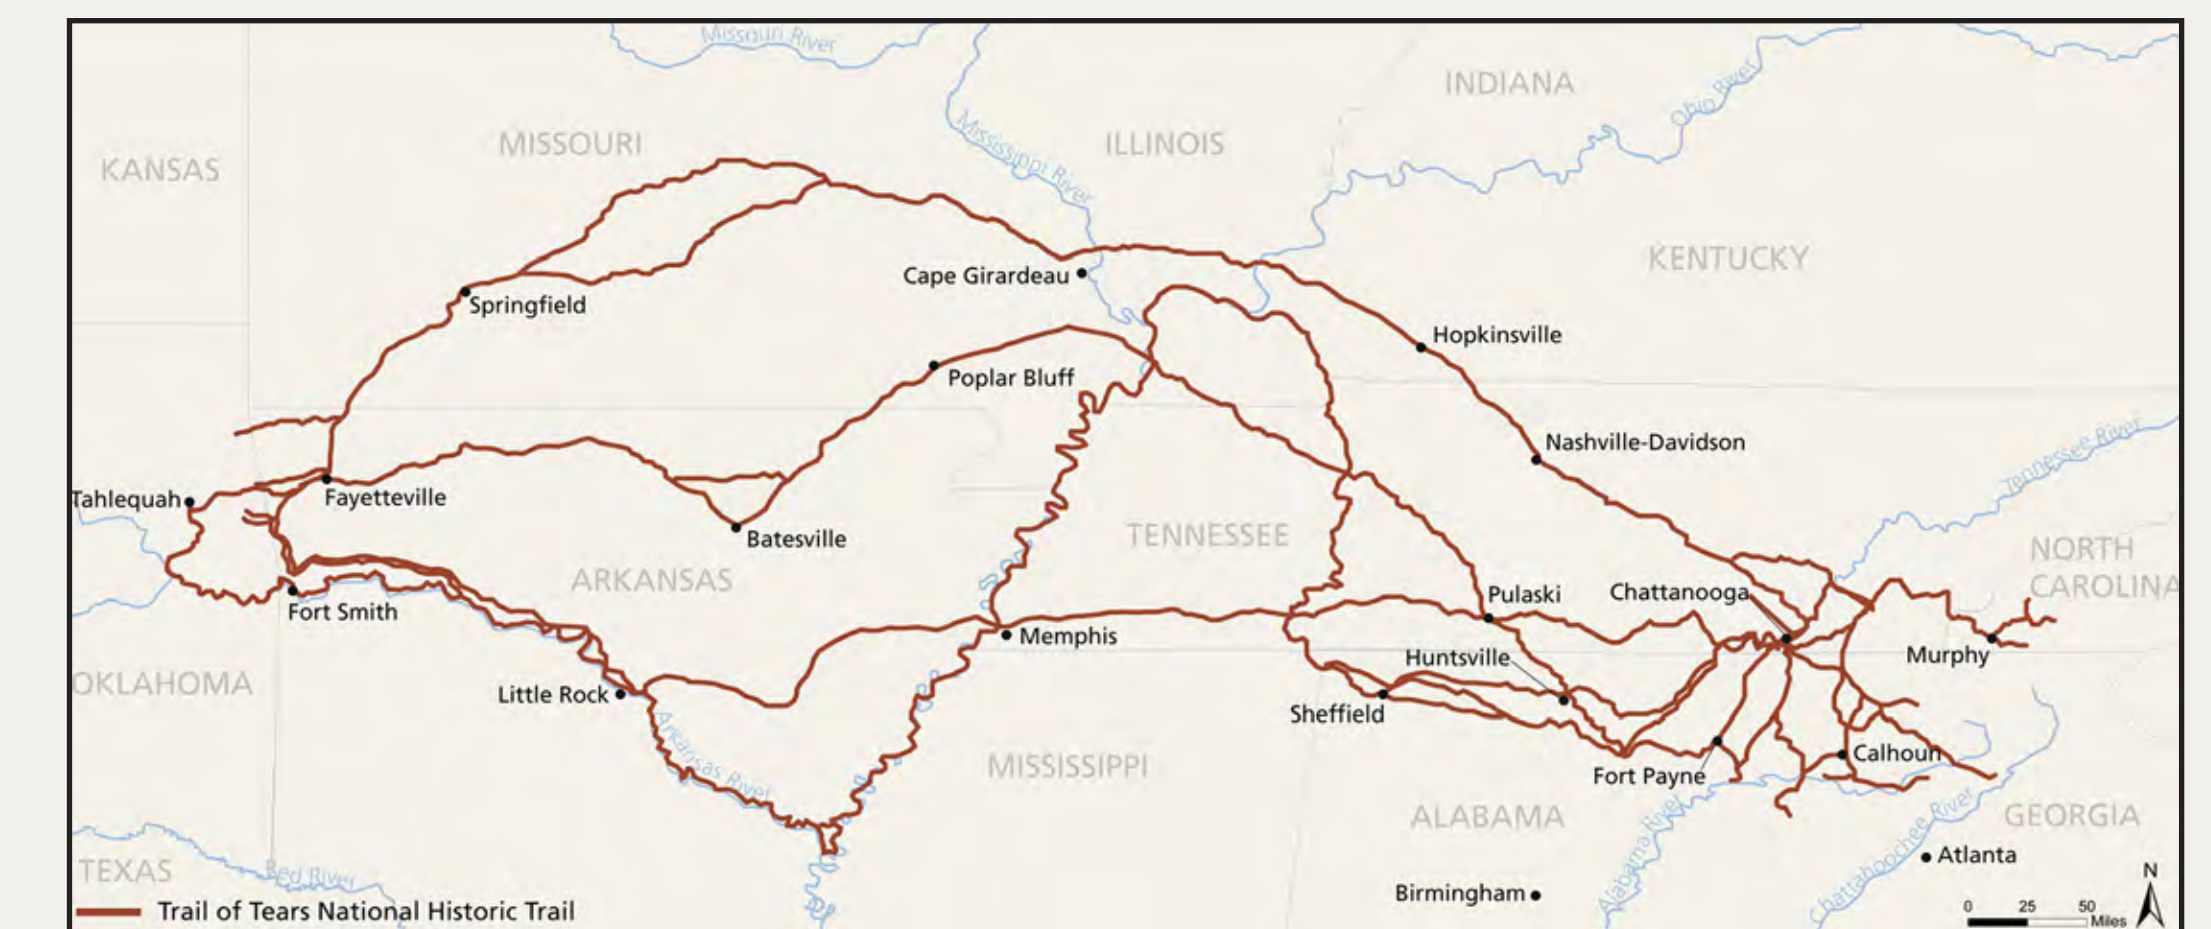 Missouri River
INDIANA
Ohio River
KANSAS
MISSOURI
Mississippi River
ILLINOIS
KENTUCKY
Cape Girardeau
Springfield
Hopkinsville
Poplar Bluff
Nashville-Davidson
Tennessee River
Tahlequah
Fayetteville
Batesville
TENNESSEE
NORTH
CAROLINA
ARKANSAS
Fort Smith
Pulaski
Chattanooga
Memphis
Huntsville
Murphy
OKLAHOMA
Little Rock
Sheffield
Arkansas River
MISSISSIPPI
Fort Payne
Calhoun
ALABAMA
Alabama River
Chattahoochee River
GEORGIA
TEXAS
Red River
Atlanta
Birmingham
N
Trail of Tears National Historic Trail
0 25 50
Miles